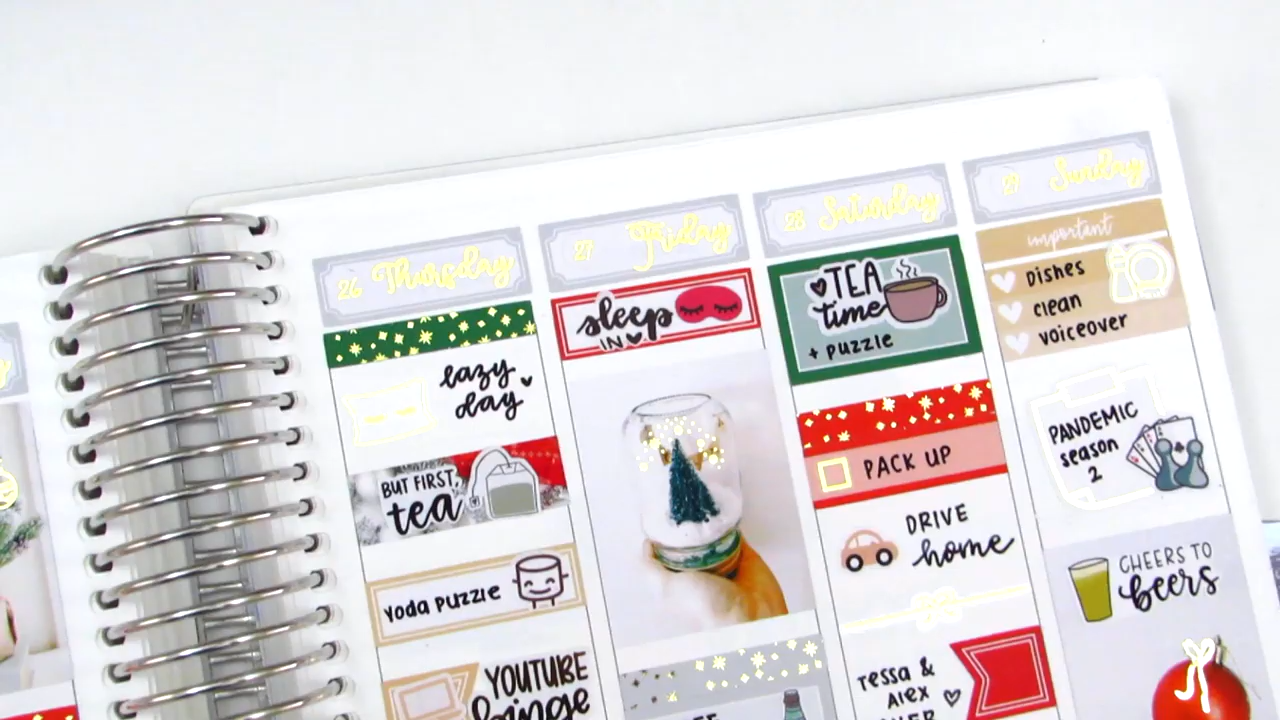 26 Thursday
lazy
day
BUT FIRST,
tea
yoda puzzle
YOUTUBE
binge
27 Friday
sleep
IN
28 Saturday
TEA
time
+ puzzle
PACK UP
DRIVE
home
Tessa &
Alex
29 Sunday
important
Dishes
clean
voiceover
PANDEMIC
season
2
CHEERS TO
beers